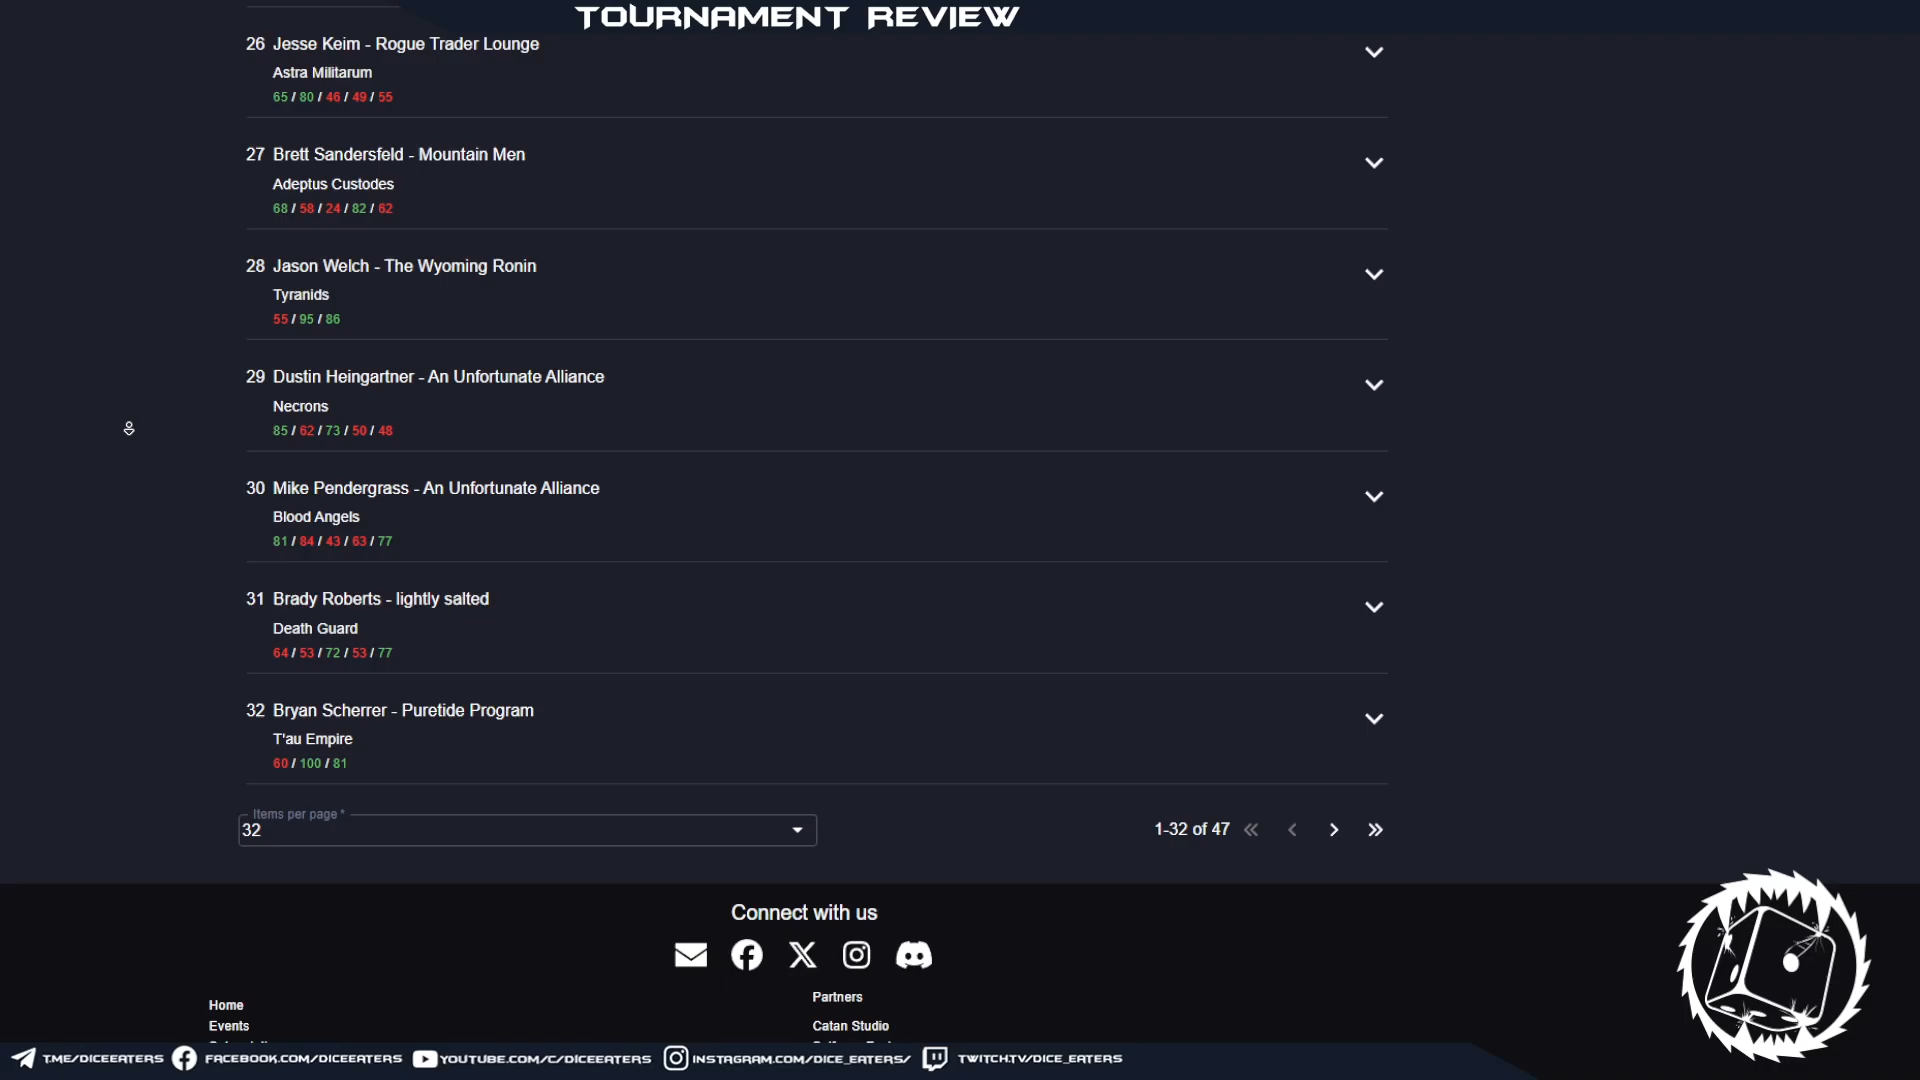 TOURNAMENT REVIEW
26 Jesse Keim - Rogue Trader Lounge
Astra Militarum
65 / 80 / 46 / 49 / 55
27 Brett Sandersfeld - Mountain Men
Adeptus Custodes
68 / 58 / 24 / 82 / 62
28 Jason Welch - The Wyoming Ronin
Tyranids
55 / 95 / 86
29 Dustin Heingartner - An Unfortunate Alliance
Necrons
85 / 62 / 73 / 50 / 48
30 Mike Pendergrass - An Unfortunate Alliance
Blood Angels
81 / 84 / 43 / 63 / 77
31 Brady Roberts - lightly salted
Death Guard
64 / 53 / 72 / 53 / 77
32 Bryan Scherrer - Puretide Program
T'au Empire
60 / 100 / 81
Items per page *
32
1-32 of 47
Connect with us
Home
Events
Partners
Catan Studio
T.ME/DICEEATERS FACEBOOK.COM/DICEEATERS YOUTUBE.COM/C/DICEEATERS INSTAGRAM.COM/DICE_EATERS/ TWITCH.TV/DICE_EATERS